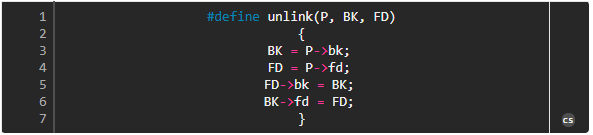 1 #define unlink(P, BK, FD)
2 {
3 BK = P->bk;
4 FD = P->fd;
5 FD->bk = BK;
6 BK->fd = FD;
7 }
cs